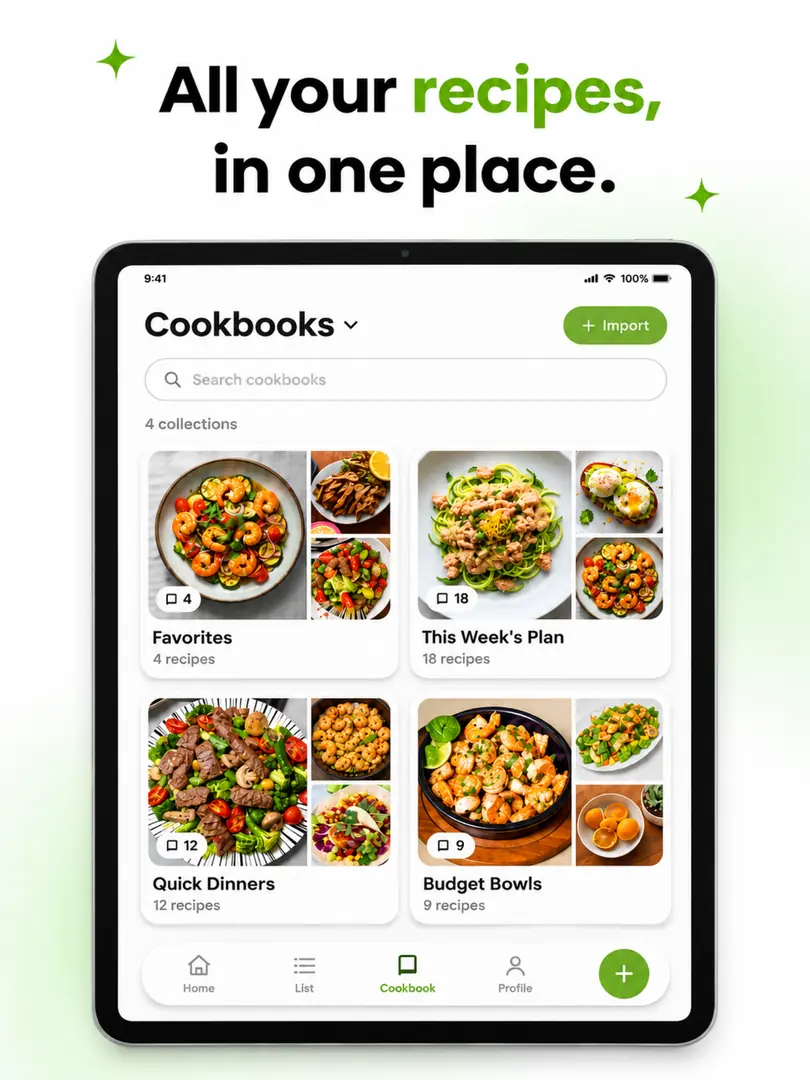 All your recipes,
in one place.
9:41
100%
Cookbooks
+ Import
Search cookbooks
4 collections
4
18
Favorites
This Week's Plan
4 recipes
18 recipes
12
9
Quick Dinners
Budget Bowls
12 recipes
9 recipes
Home
List
Cookbook
Profile